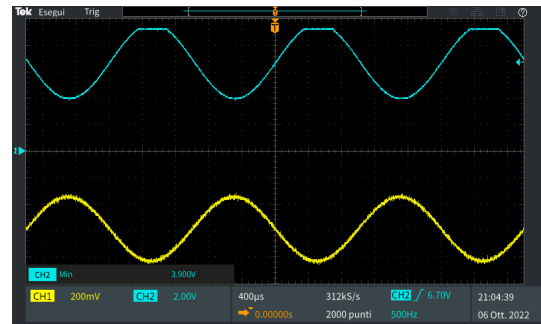 Tek Esegui Trig
T
2
CH2 Min 3.900V
CH1 200mV CH2 2.00V 400µs 312kS/s CH2 6.70V 21:04:39
0.00000s 2000 punti 500Hz 06 Ott. 2022